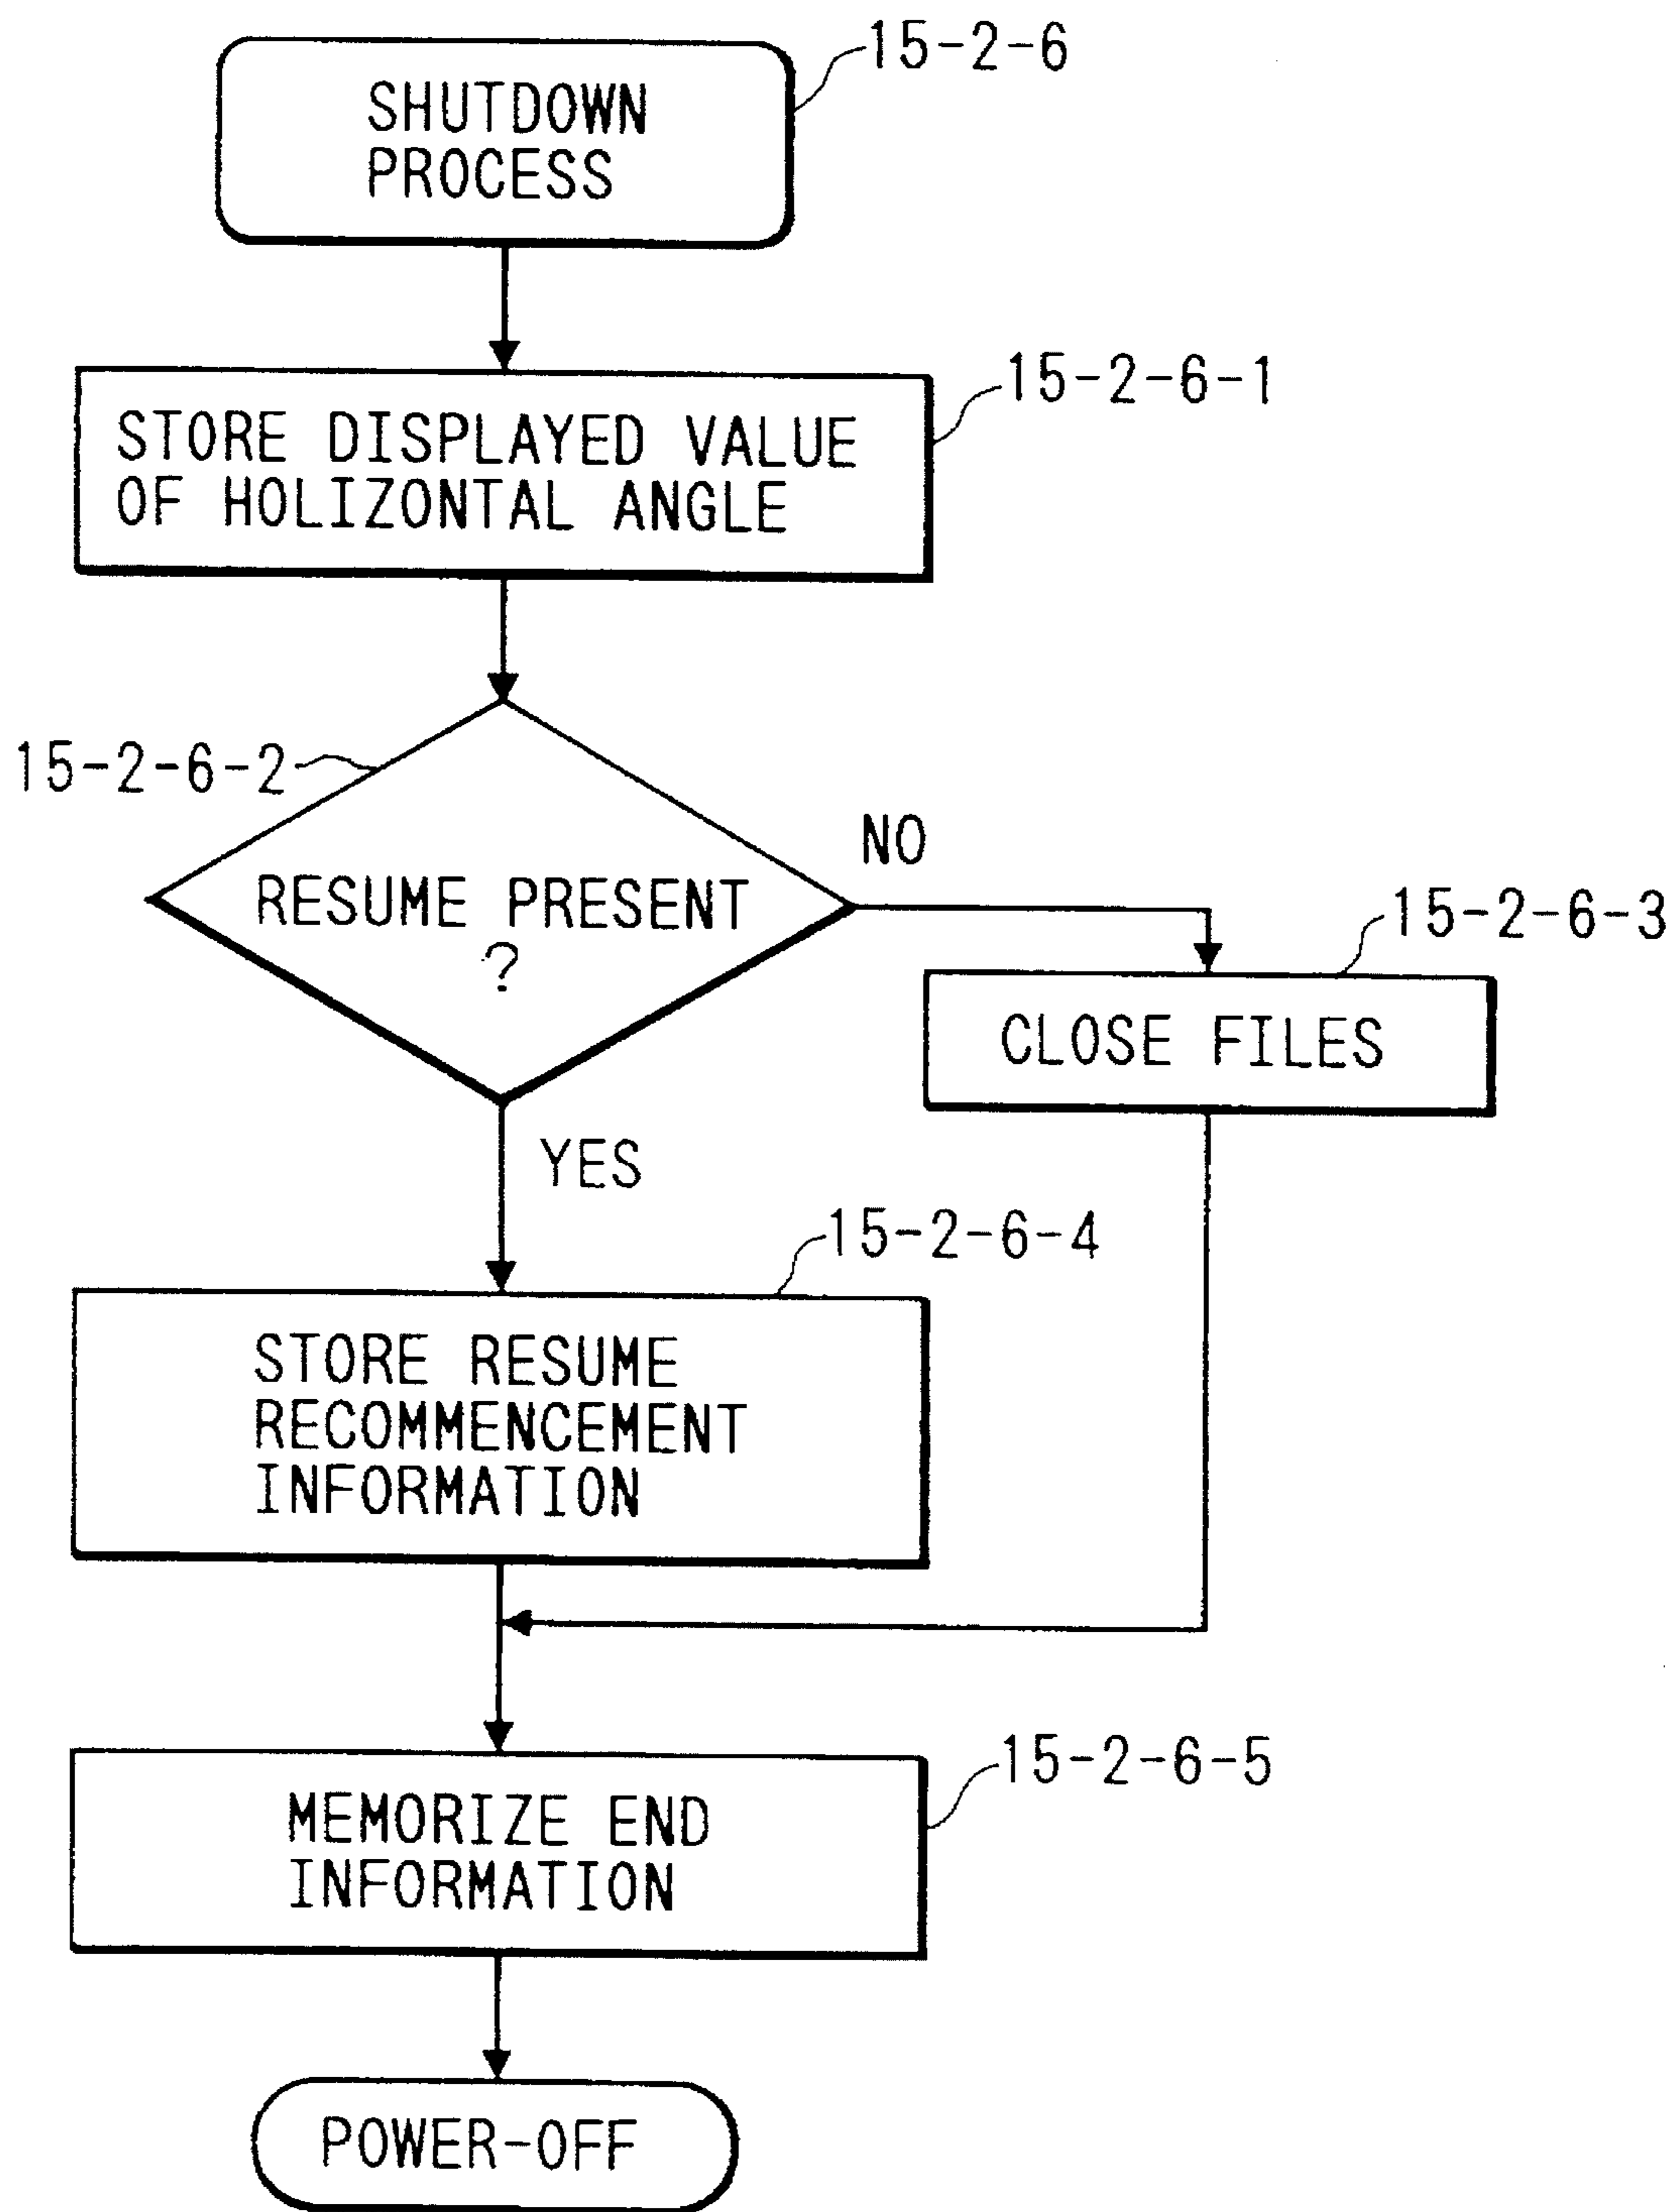 15-2-6
SHUTDOWN
PROCESS
15-2-6-1
STORE DISPLAYED VALUE
OF HOLIZONTAL ANGLE
15-2-6-2
RESUME PRESENT
?
NO
15-2-6-3
CLOSE FILES
YES
15-2-6-4
STORE RESUME
RECOMMENCEMENT
INFORMATION
15-2-6-5
MEMORIZE END
INFORMATION
POWER-OFF